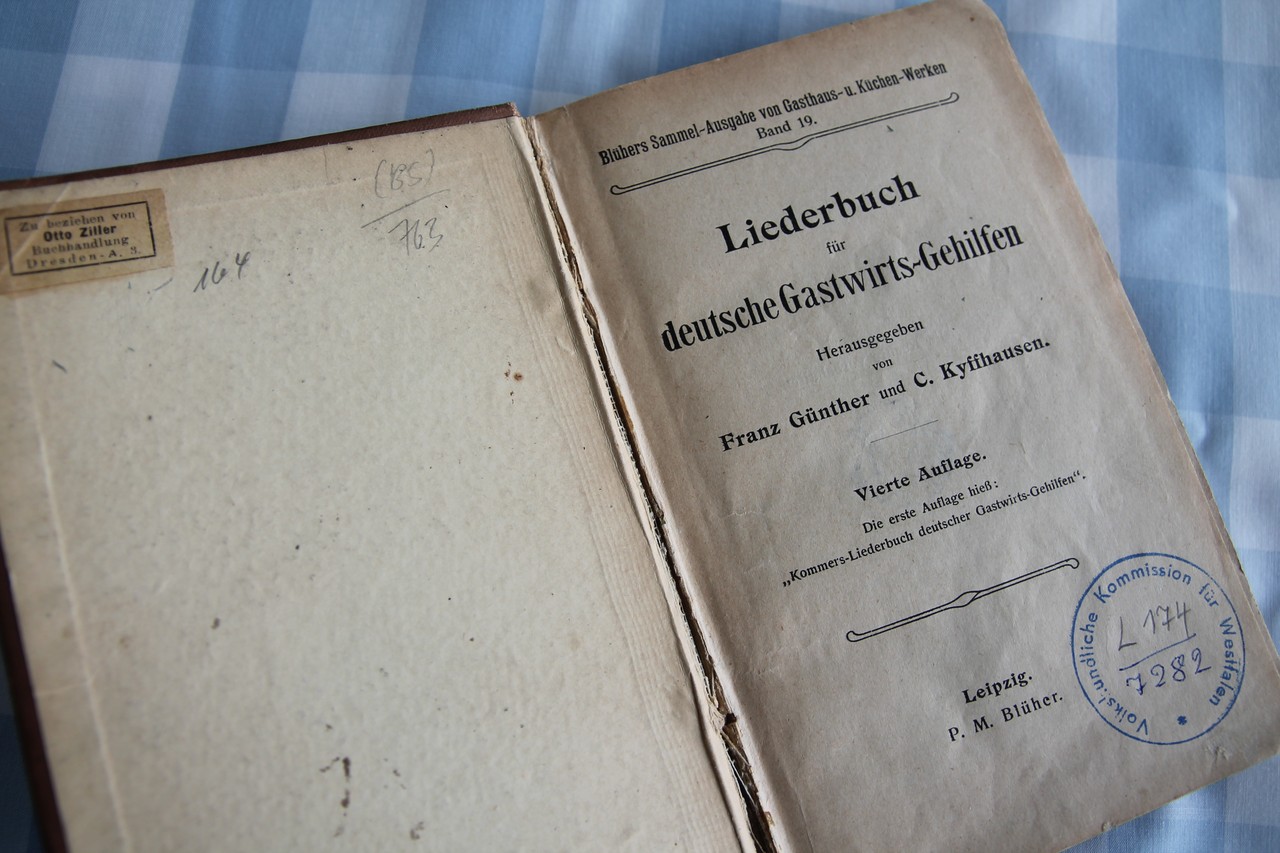 Zu beziehen von
Otto Ziller
Buchhandlung
Dresden-A. 3.
164
763
Blühers Sammel-Ausgabe von Gasthaus- u. Küchen-Werken
Band 19.
Liederbuch
für
deutsche Gastwirts-Gehilfen
Herausgegeben
von
Franz Günther und C. Kyffhausen.
Vierte Auflage.
Die erste Auflage hieß:
„Kommers-Liederbuch deutscher Gastwirts-Gehilfen“.
Leipzig.
P. M. Blüher.
Volkskundliche Kommission für Westfalen *
L 174
7282